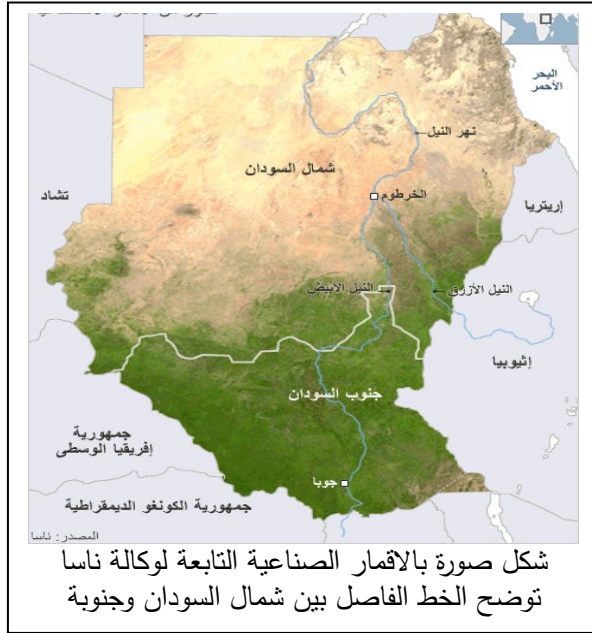 البحر
الأحمر
نهر النيل
شمال السودان
تشاد
الخرطوم
إريتريا
النيل الأبيض
النيل الأزرق
إثيوبيا
جنوب السودان
جمهورية
إفريقيا الوسطى
جوبا
جمهورية الكونغو الديمقراطية
المصدر: ناسا
شكل صورة بالاقمار الصناعية التابعة لوكالة ناسا
توضح الخط الفاصل بين شمال السودان وجنوبة